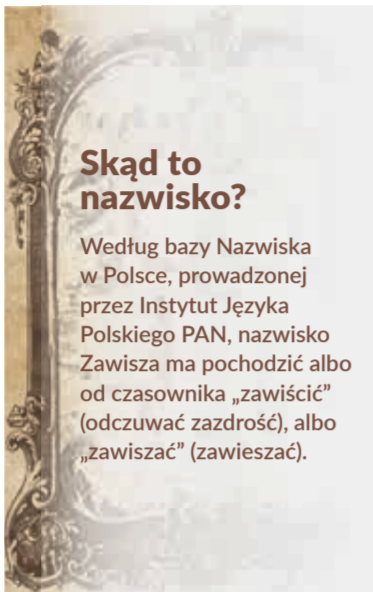 Skąd to
nazwisko?
Według bazy Nazwiska
w Polsce, prowadzonej
przez Instytut Języka
Polskiego PAN, nazwisko
Zawisza ma pochodzić albo
od czasownika „zawiścić”
(odczuwać zazdrość), albo
„zawiszać” (zawieszać).